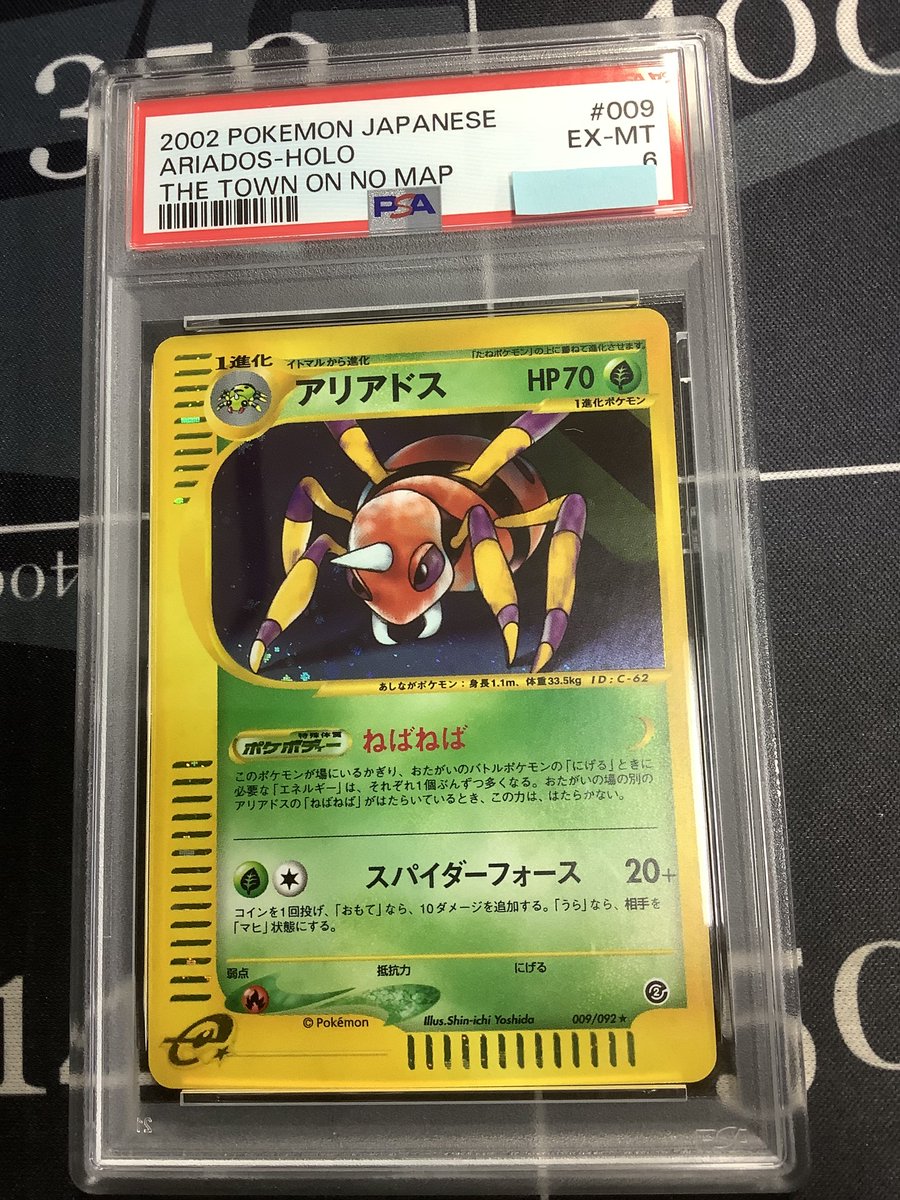 2002 POKEMON JAPANESE
#009
ARIADOS-HOLO
EX-MT
THE TOWN ON NO MAP
6
PSA
1進化
イトマルから進化
「たねポケモン」の上に重ねて進化させます。
アリアドス
HP70
1進化ポケモン
あしながポケモン：身長1.1m、体重33.5kg ID:C-62
特殊体質
ポケボディー
ねばねば
このポケモンが場にいるかぎり、おたがいのバトルポケモンの「にげる」ときに
必要な「エネルギー」は、それぞれ1個ぶんずつ多くなる。おたがいの場の別の
アリアドスの「ねばねば」がはたらいているとき、この力は、はたらかない。
スパイダーフォース
20+
コインを1回投げ、「おもて」なら、10ダメージを追加する。「うら」なら、相手を
「マヒ」状態にする。
弱点
抵抗力
にげる
© Pokémon
Illus.Shin-ichi Yoshida
009/092★
e
PSA